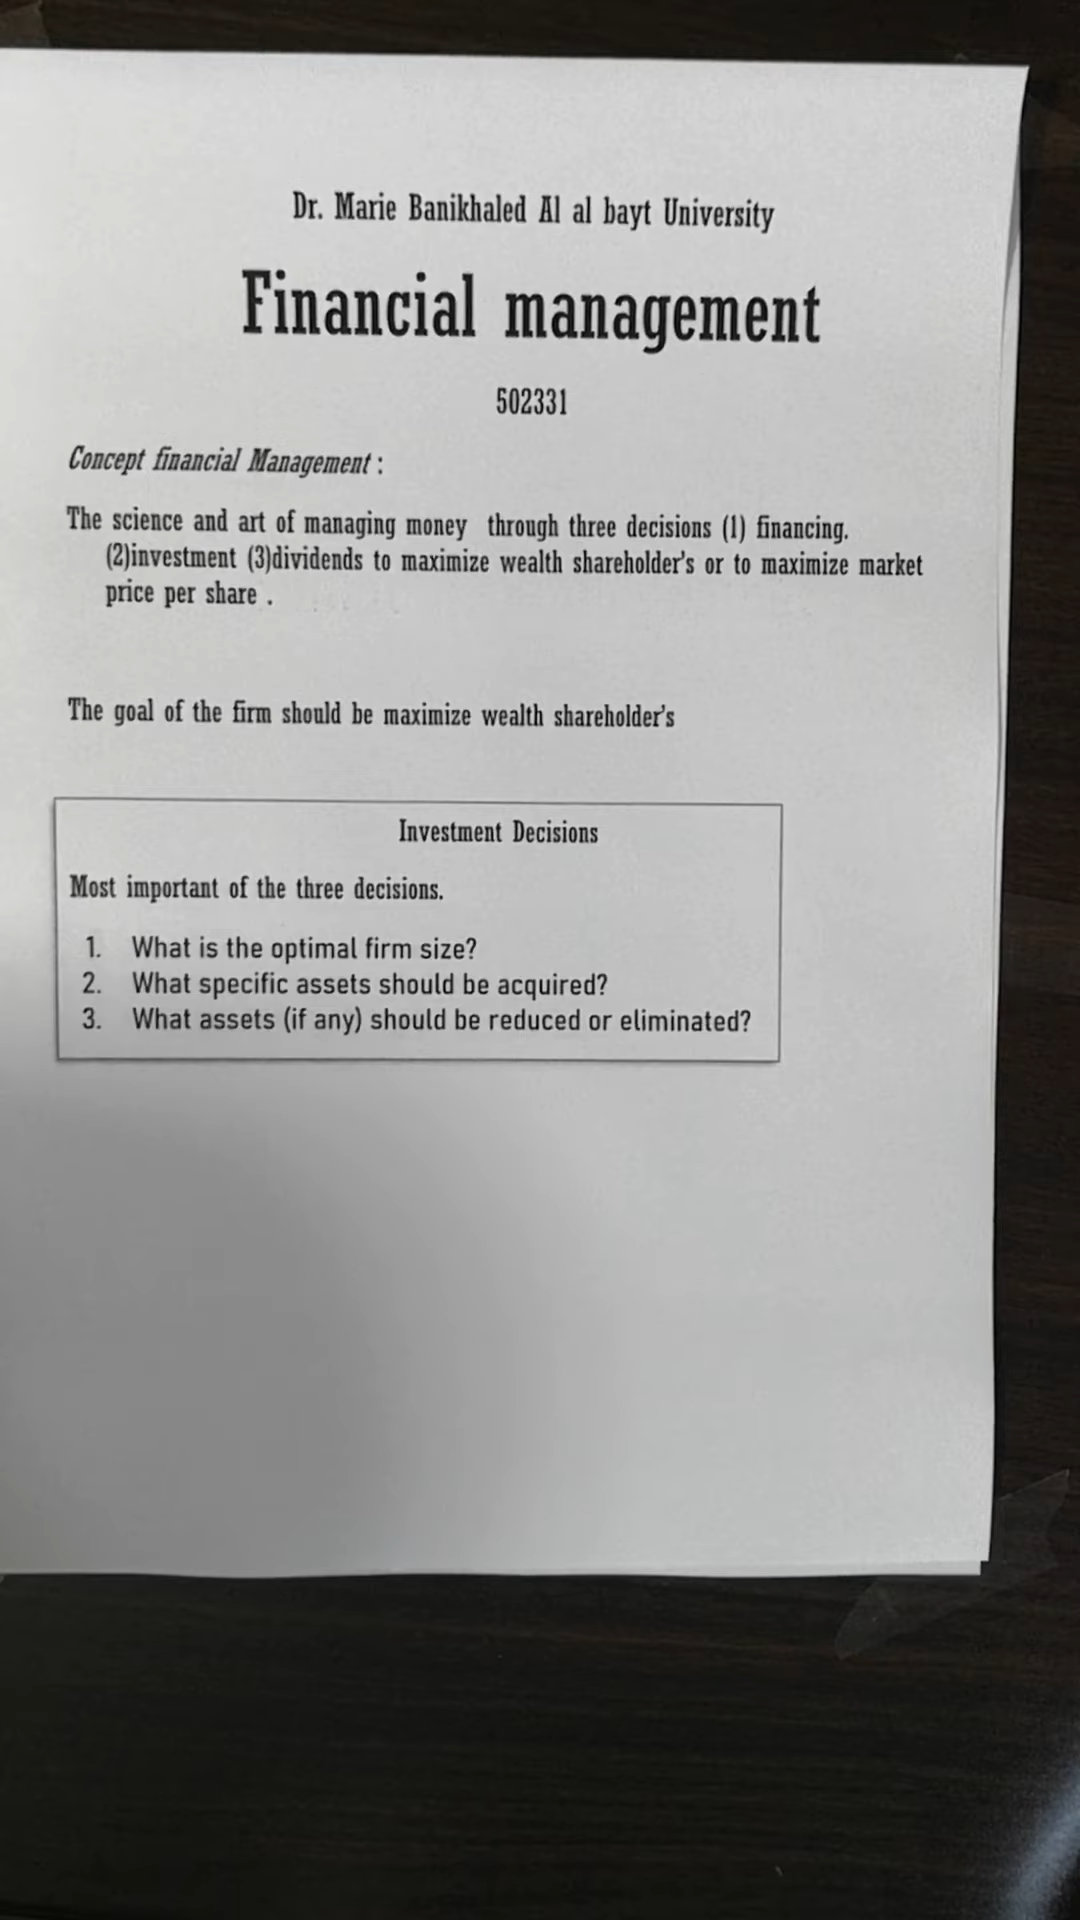 Dr. Marie Banikhaled Al al bayt University
Financial management
502331
Concept financial Management :
The science and art of managing money through three decisions (1) financing.
(2)investment (3)dividends to maximize wealth shareholder's or to maximize market
price per share .
The goal of the firm should be maximize wealth shareholder's
Investment Decisions
Most important of the three decisions.
1. What is the optimal firm size?
2. What specific assets should be acquired?
3. What assets (if any) should be reduced or eliminated?